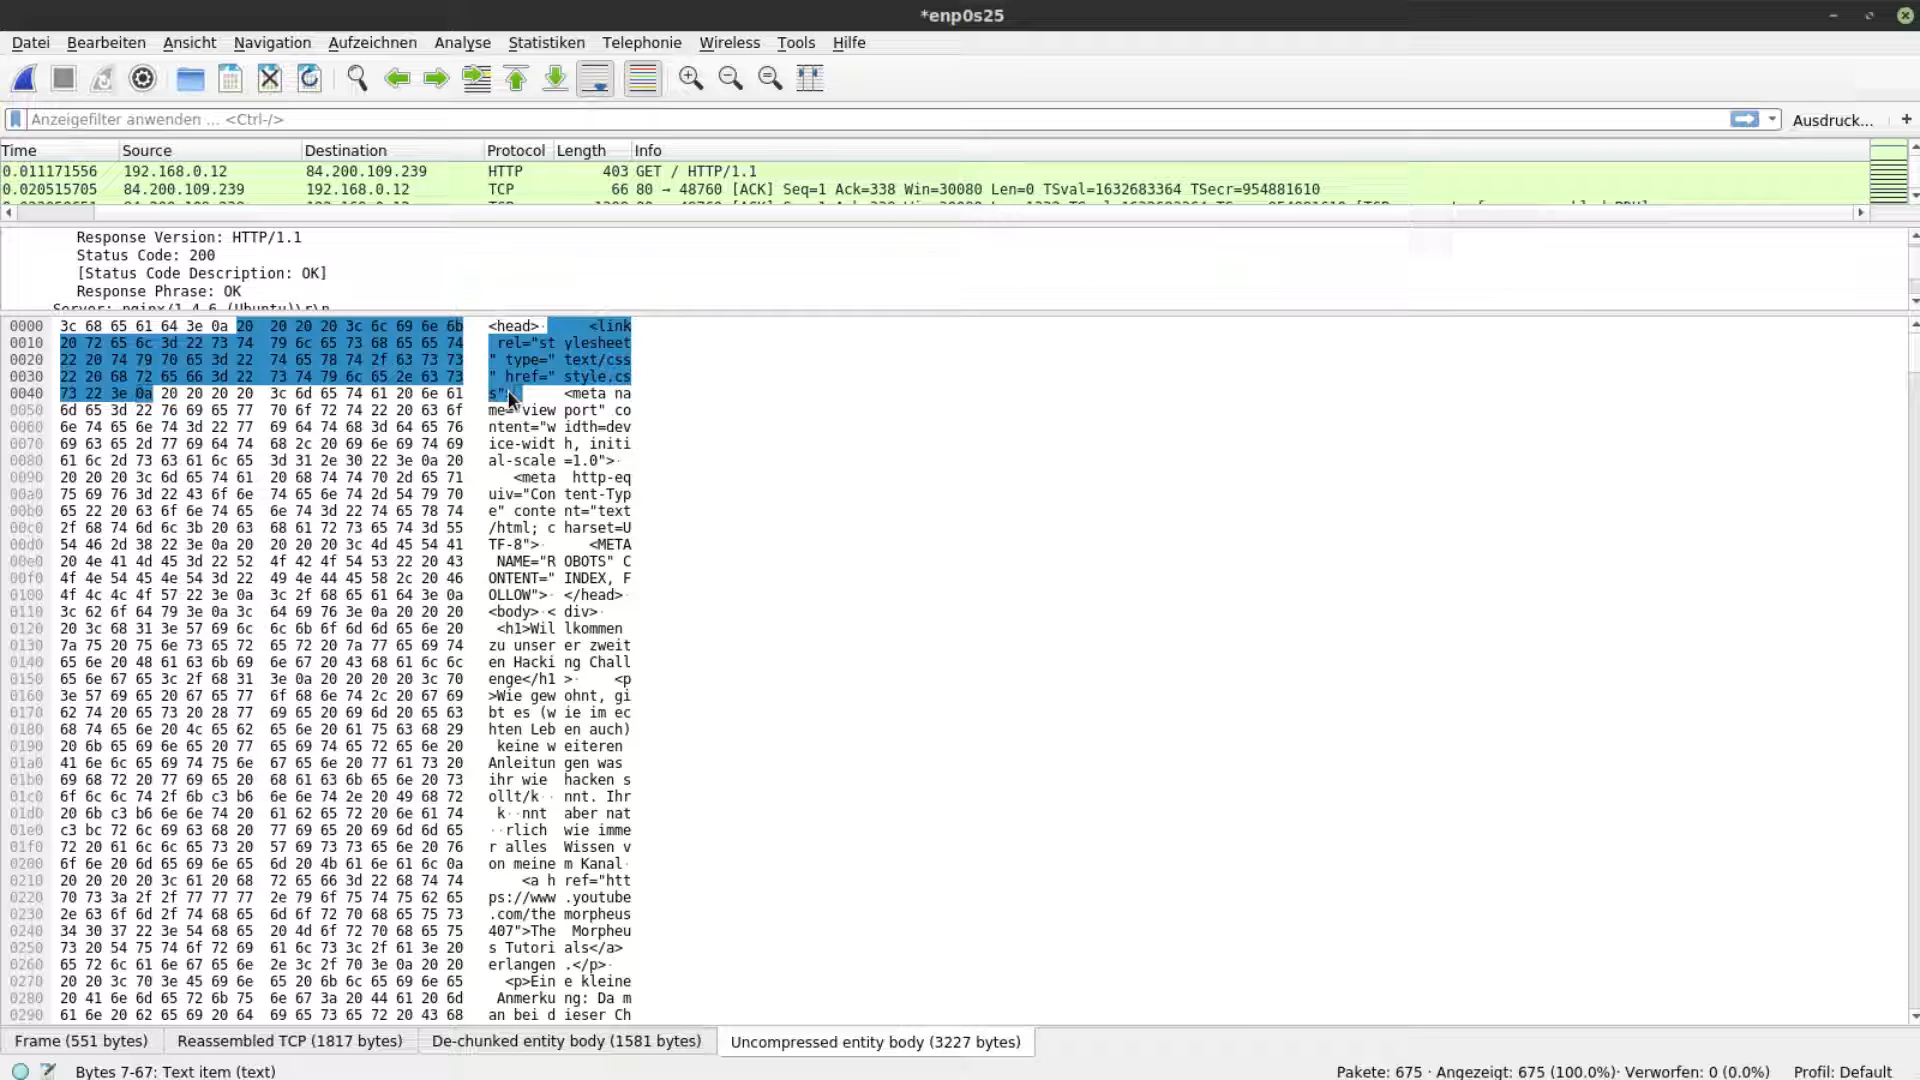 *enp0s25
Datei Bearbeiten Ansicht Navigation Aufzeichnen Analyse Statistiken Telephonie Wireless Tools Hilfe
Anzeigefilter anwenden ... <Ctrl-/> Ausdruck... +
Time Source Destination Protocol Length Info
0.011171556 192.168.0.12 84.200.109.239 HTTP 403 GET / HTTP/1.1
0.020515705 84.200.109.239 192.168.0.12 TCP 66 80 → 48760 [ACK] Seq=1 Ack=338 Win=30080 Len=0 TSval=1632683364 TSecr=954881610
Response Version: HTTP/1.1
Status Code: 200
[Status Code Description: OK]
Response Phrase: OK
Server: nginx/1.4.6 (Ubuntu)\r\n
0000 3c 68 65 61 64 3e 0a 20 20 20 20 3c 6c 69 6e 6b <head>· <link
0010 20 72 65 6c 3d 22 73 74 79 6c 65 73 68 65 65 74 rel="st ylesheet
0020 22 20 74 79 70 65 3d 22 74 65 78 74 2f 63 73 73 " type=" text/css
0030 22 20 68 72 65 66 3d 22 73 74 79 6c 65 2e 63 73 " href=" style.cs
0040 73 22 3e 0a 20 20 20 20 3c 6d 65 74 61 20 6e 61 s" <meta na
0050 6d 65 3d 22 76 69 65 77 70 6f 72 74 22 20 63 6f me="view port" co
0060 6e 74 65 6e 74 3d 22 77 69 64 74 68 3d 64 65 76 ntent="w idth=dev
0070 69 63 65 2d 77 69 64 74 68 2c 20 69 6e 69 74 69 ice-widt h, initi
0080 61 6c 2d 73 63 61 6c 65 3d 31 2e 30 22 3e 0a 20 al-scale =1.0">·
0090 20 20 20 3c 6d 65 74 61 20 68 74 74 70 2d 65 71 <meta http-eq
00a0 75 69 76 3d 22 43 6f 6e 74 65 6e 74 2d 54 79 70 uiv="Con tent-Typ
00b0 65 22 20 63 6f 6e 74 65 6e 74 3d 22 74 65 78 74 e" conte nt="text
00c0 2f 68 74 6d 6c 3b 20 63 68 61 72 73 65 74 3d 55 /html; c harset=U
00d0 54 46 2d 38 22 3e 0a 20 20 20 20 3c 4d 45 54 41 TF-8">· <META
00e0 20 4e 41 4d 45 3d 22 52 4f 42 4f 54 53 22 20 43 NAME="R OBOTS" C
00f0 4f 4e 54 45 4e 54 3d 22 49 4e 44 45 58 2c 20 46 ONTENT=" INDEX, F
0100 4f 4c 4c 4f 57 22 3e 0a 3c 2f 68 65 61 64 3e 0a OLLOW">· </head>·
0110 3c 62 6f 64 79 3e 0a 3c 64 69 76 3e 0a 20 20 20 <body>·< div>·
0120 20 3c 68 31 3e 57 69 6c 6c 6b 6f 6d 6d 65 6e 20 <h1>Wil lkommen
0130 7a 75 20 75 6e 73 65 72 65 72 20 7a 77 65 69 74 zu unser er zweit
0140 65 6e 20 48 61 63 6b 69 6e 67 20 43 68 61 6c 6c en Hacki ng Chall
0150 65 6e 67 65 3c 2f 68 31 3e 0a 20 20 20 20 3c 70 enge</h1 >· <p
0160 3e 57 69 65 20 67 65 77 6f 68 6e 74 2c 20 67 69 >Wie gew ohnt, gi
0170 62 74 20 65 73 20 28 77 69 65 20 69 6d 20 65 63 bt es (w ie im ec
0180 68 74 65 6e 20 4c 65 62 65 6e 20 61 75 63 68 29 hten Leb en auch)
0190 20 6b 65 69 6e 65 20 77 65 69 74 65 72 65 6e 20 keine w eiteren
01a0 41 6e 6c 65 69 74 75 6e 67 65 6e 20 77 61 73 20 Anleitun gen was
01b0 69 68 72 20 77 69 65 20 68 61 63 6b 65 6e 20 73 ihr wie hacken s
01c0 6f 6c 6c 74 2f 6b c3 b6 6e 6e 74 2e 20 49 68 72 ollt/k·· nnt. Ihr
01d0 20 6b c3 b6 6e 6e 74 20 61 62 65 72 20 6e 61 74 k··nnt aber nat
01e0 c3 bc 72 6c 69 63 68 20 77 69 65 20 69 6d 6d 65 ··rlich wie imme
01f0 72 20 61 6c 6c 65 73 20 57 69 73 73 65 6e 20 76 r alles Wissen v
0200 6f 6e 20 6d 65 69 6e 65 6d 20 4b 61 6e 61 6c 0a on meine m Kanal·
0210 20 20 20 20 3c 61 20 68 72 65 66 3d 22 68 74 74 <a h ref="htt
0220 70 73 3a 2f 2f 77 77 77 2e 79 6f 75 74 75 62 65 ps://www .youtube
0230 2e 63 6f 6d 2f 74 68 65 6d 6f 72 70 68 65 75 73 .com/the morpheus
0240 34 30 37 22 3e 54 68 65 20 4d 6f 72 70 68 65 75 407">The Morpheu
0250 73 20 54 75 74 6f 72 69 61 6c 73 3c 2f 61 3e 20 s Tutori als</a>
0260 65 72 6c 61 6e 67 65 6e 2e 3c 2f 70 3e 0a 20 20 erlangen .</p>·
0270 20 20 3c 70 3e 45 69 6e 65 20 6b 6c 65 69 6e 65 <p>Ein e kleine
0280 20 41 6e 6d 65 72 6b 75 6e 67 3a 20 44 61 20 6d Anmerku ng: Da m
0290 61 6e 20 62 65 69 20 64 69 65 73 65 72 20 43 68 an bei d ieser Ch
Frame (551 bytes) Reassembled TCP (1817 bytes) De-chunked entity body (1581 bytes) Uncompressed entity body (3227 bytes)
Bytes 7-67: Text item (text) Pakete: 675 · Angezeigt: 675 (100.0%) · Verworfen: 0 (0.0%) Profil: Default